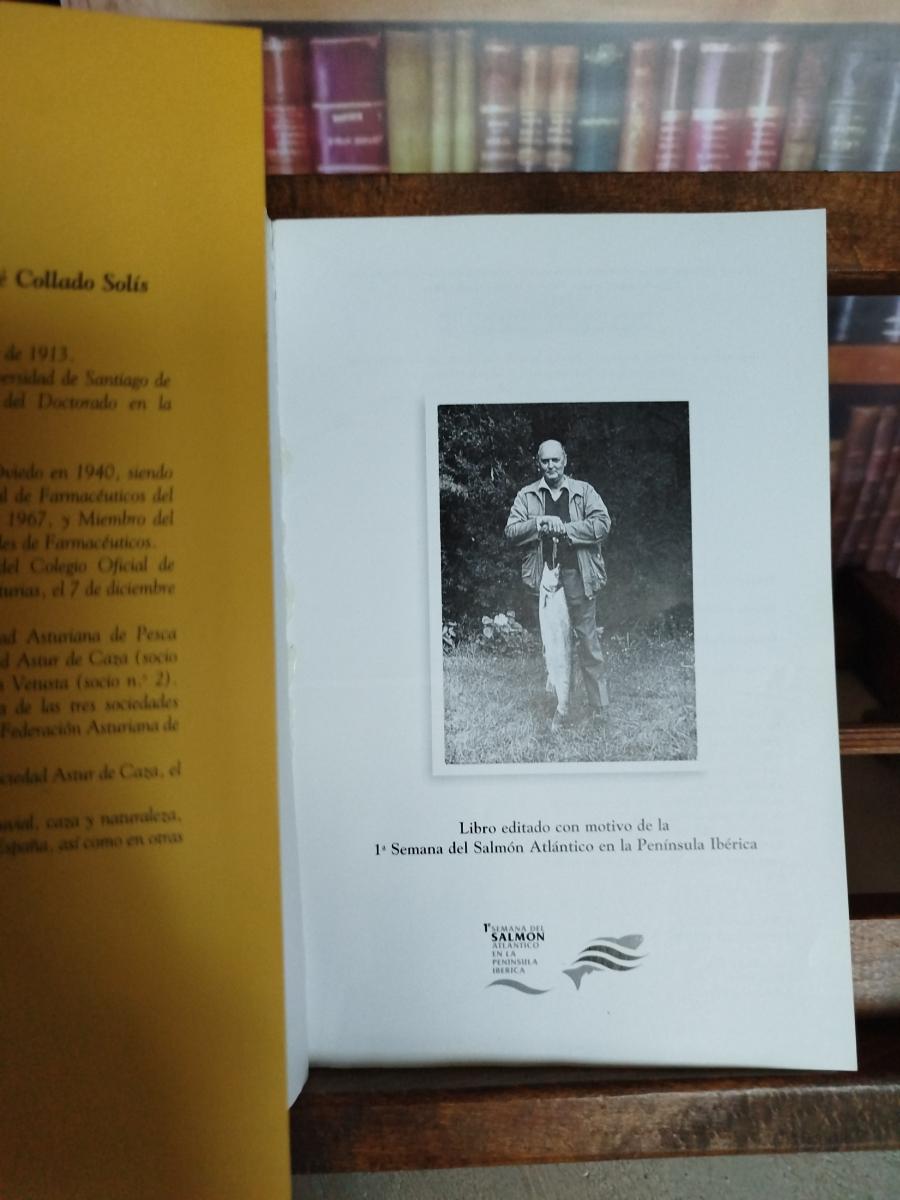 é Collado Solís
de 1913.
ersidad de Santiago de
del Doctorado en la
Oviedo en 1940, siendo
l de Farmacéuticos del
1967, y Miembro del
les de Farmacéuticos.
del Colegio Oficial de
turias, el 7 de diciembre
ad Asturiana de Pesca
d Astur de Caza (socio
a Vetusta (socio n.º 2).
a de las tres sociedades
Federación Asturiana de
ciedad Astur de Caza, el
uvial, caza y naturaleza,
España, así como en otras
Libro editado con motivo de la
1ª Semana del Salmón Atlántico en la Península Ibérica
1ª SEMANA DEL
SALMON
ATLANTICO
EN LA
PENINSULA
IBERICA